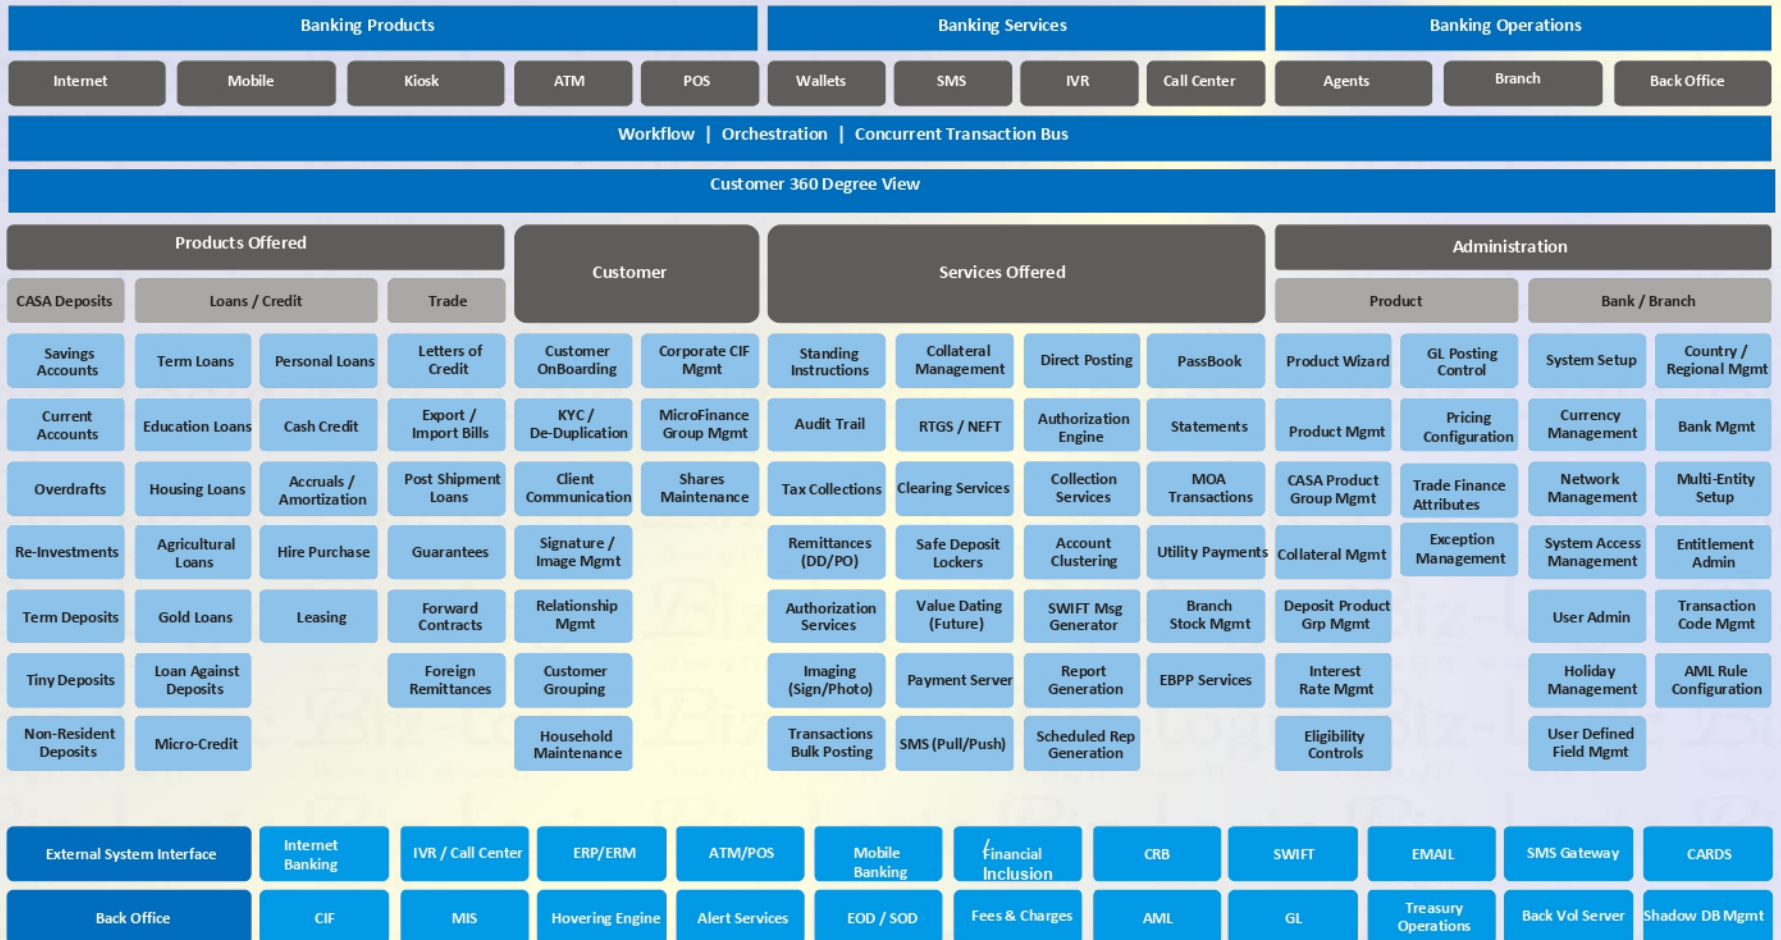 Banking Products
Banking Services
Banking Operations
Internet
Mobile
Kiosk
ATM
POS
Wallets
SMS
IVR
Call Center
Agents
Branch
Back Office
Workflow | Orchestration | Concurrent Transaction Bus
Customer 360 Degree View
Products Offered
Customer
Services Offered
Administration
CASA Deposits
Loans / Credit
Trade
Product
Bank / Branch
Savings
Accounts
Term Loans
Personal Loans
Letters of
Credit
Customer
OnBoarding
Corporate CIF
Mgmt
Standing
Instructions
Collateral
Management
Direct Posting
PassBook
Product Wizard
GL Posting
Control
System Setup
Country /
Regional Mgmt
Current
Accounts
Education Loans
Cash Credit
Export /
Import Bills
KYC /
De-Duplication
MicroFinance
Group Mgmt
Audit Trail
RTGS / NEFT
Authorization
Engine
Statements
Product Mgmt
Pricing
Configuration
Currency
Management
Bank Mgmt
Overdrafts
Housing Loans
Accruals /
Amortization
Post Shipment
Loans
Client
Communication
Shares
Maintenance
Tax Collections
Clearing Services
Collection
Services
MOA
Transactions
CASA Product
Group Mgmt
Trade Finance
Attributes
Network
Management
Multi-Entity
Setup
Re-Investments
Agricultural
Loans
Hire Purchase
Guarantees
Signature /
Image Mgmt
Remittances
(DD/PO)
Safe Deposit
Lockers
Account
Clustering
Utility Payments
Collateral Mgmt
Exception
Management
System Access
Management
Entitlement
Admin
Term Deposits
Gold Loans
Leasing
Forward
Contracts
Relationship
Mgmt
Authorization
Services
Value Dating
(Future)
SWIFT Msg
Generator
Branch
Stock Mgmt
Deposit Product
Grp Mgmt
User Admin
Transaction
Code Mgmt
Tiny Deposits
Loan Against
Deposits
Foreign
Remittances
Customer
Grouping
Imaging
(Sign/Photo)
Payment Server
Report
Generation
EBPP Services
Interest
Rate Mgmt
Holiday
Management
AML Rule
Configuration
Non-Resident
Deposits
Micro-Credit
Household
Maintenance
Transactions
Bulk Posting
SMS (Pull/Push)
Scheduled Rep
Generation
Eligibility
Controls
User Defined
Field Mgmt
External System Interface
Internet
Banking
IVR / Call Center
ERP/ERM
ATM/POS
Mobile
Banking
/
Financial
Inclusion
CRB
SWIFT
EMAIL
SMS Gateway
CARDS
Back Office
CIF
MIS
Hovering Engine
Alert Services
EOD / SOD
Fees & Charges
AML
GL
Treasury
Operations
Back Vol Server
Shadow DB Mgmt